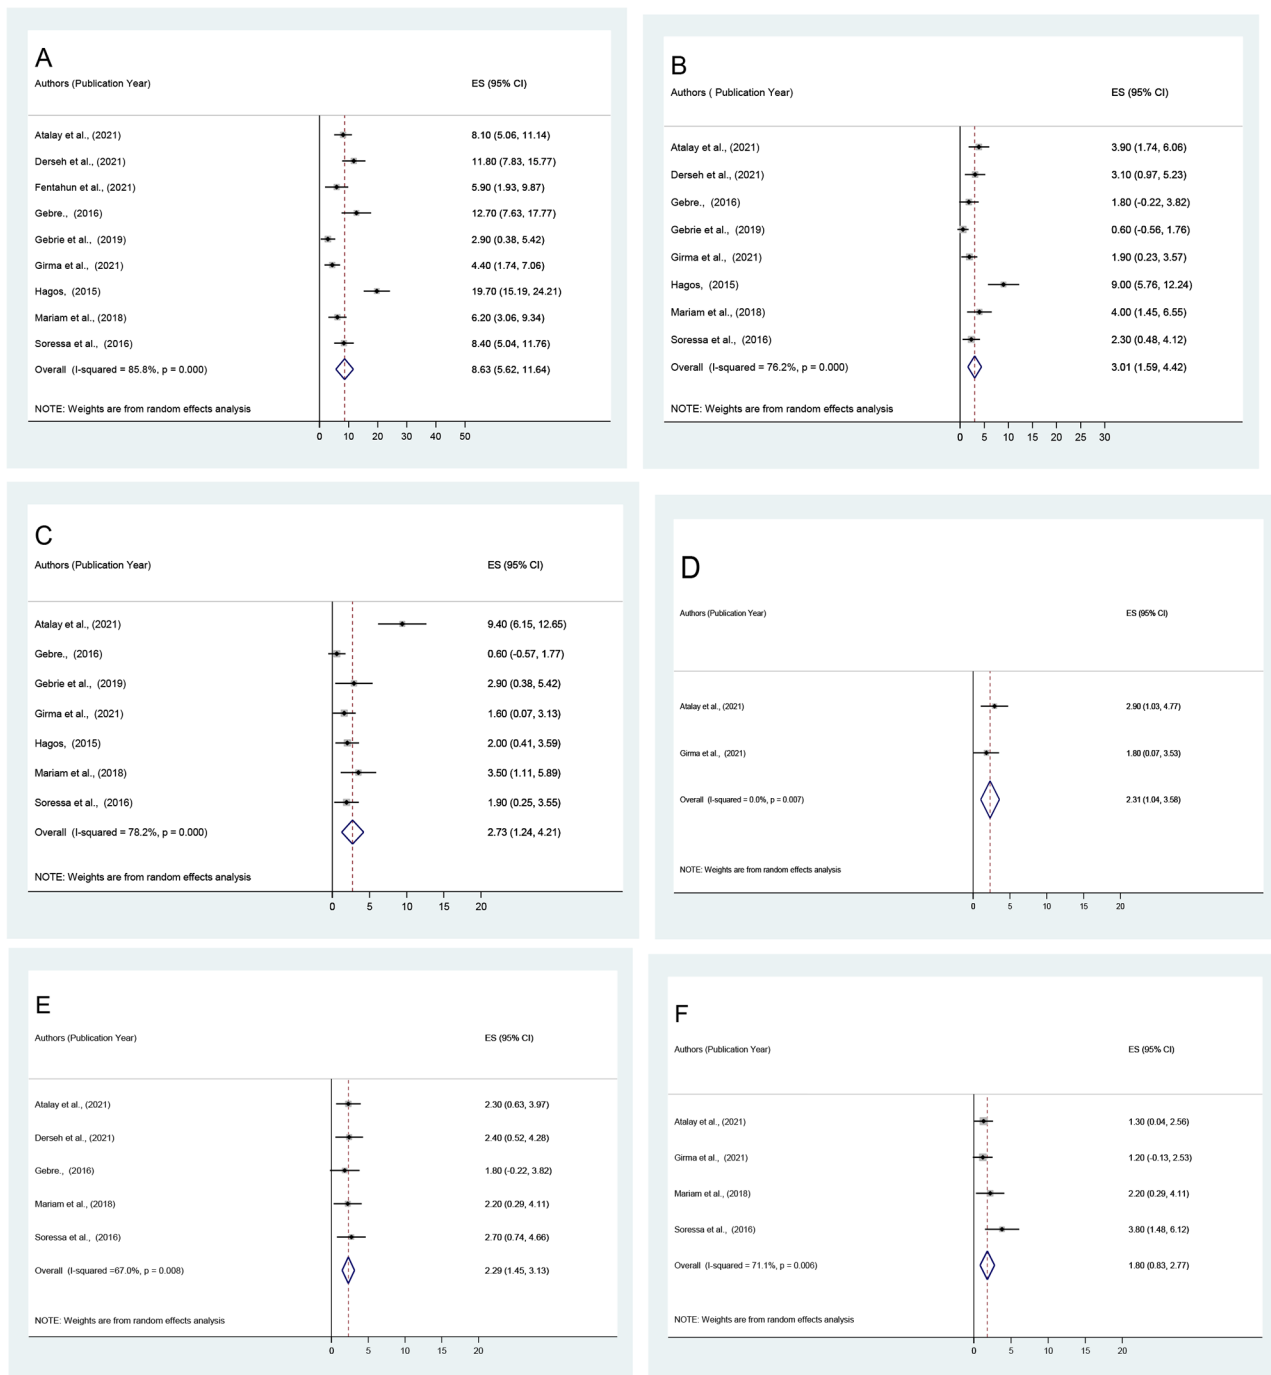 A
Authors (Publication Year) ES (95% CI)
Atalay et al., (2021) 8.10 (5.06, 11.14)
Derseh et al., (2021) 11.80 (7.83, 15.77)
Fentahun et al., (2021) 5.90 (1.93, 9.87)
Gebre., (2016) 12.70 (7.63, 17.77)
Gebrie et al., (2019) 2.90 (0.38, 5.42)
Girma et al., (2021) 4.40 (1.74, 7.06)
Hagos, (2015) 19.70 (15.19, 24.21)
Mariam et al., (2018) 6.20 (3.06, 9.34)
Soressa et al., (2016) 8.40 (5.04, 11.76)
Overall (I-squared = 85.8%, p = 0.000) 8.63 (5.62, 11.64)
NOTE: Weights are from random effects analysis
0 10 20 30 40 50
B
Authors ( Publication Year) ES (95% CI)
Atalay et al., (2021) 3.90 (1.74, 6.06)
Derseh et al., (2021) 3.10 (0.97, 5.23)
Gebre., (2016) 1.80 (-0.22, 3.82)
Gebrie et al., (2019) 0.60 (-0.56, 1.76)
Girma et al., (2021) 1.90 (0.23, 3.57)
Hagos, (2015) 9.00 (5.76, 12.24)
Mariam et al., (2018) 4.00 (1.45, 6.55)
Soressa et al., (2016) 2.30 (0.48, 4.12)
Overall (I-squared = 76.2%, p = 0.000) 3.01 (1.59, 4.42)
NOTE: Weights are from random effects analysis
0 5 10 15 20 25 30
C
Authors (Publication Year) ES (95% CI)
Atalay et al., (2021) 9.40 (6.15, 12.65)
Gebre., (2016) 0.60 (-0.57, 1.77)
Gebrie et al., (2019) 2.90 (0.38, 5.42)
Girma et al., (2021) 1.60 (0.07, 3.13)
Hagos, (2015) 2.00 (0.41, 3.59)
Mariam et al., (2018) 3.50 (1.11, 5.89)
Soressa et al., (2016) 1.90 (0.25, 3.55)
Overall (I-squared = 78.2%, p = 0.000) 2.73 (1.24, 4.21)
NOTE: Weights are from random effects analysis
0 5 10 15 20
D
Authors (Publication Year) ES (95% CI)
Atalay et al., (2021) 2.90 (1.03, 4.77)
Girma et al., (2021) 1.80 (0.07, 3.53)
Overall (I-squared = 0.0%, p = 0.007) 2.31 (1.04, 3.58)
NOTE: Weights are from random effects analysis
0 5 10 15 20
E
Authors (Publication Year) ES (95% CI)
Atalay et al., (2021) 2.30 (0.63, 3.97)
Derseh et al., (2021) 2.40 (0.52, 4.28)
Gebre., (2016) 1.80 (-0.22, 3.82)
Mariam et al., (2018) 2.20 (0.29, 4.11)
Soressa et al., (2016) 2.70 (0.74, 4.66)
Overall (I-squared =67.0%, p = 0.008) 2.29 (1.45, 3.13)
NOTE: Weights are from random effects analysis
0 5 10 15 20
F
Authors (Publication Year) ES (95% CI)
Atalay et al., (2021) 1.30 (0.04, 2.56)
Girma et al., (2021) 1.20 (-0.13, 2.53)
Mariam et al., (2018) 2.20 (0.29, 4.11)
Soressa et al., (2016) 3.80 (1.48, 6.12)
Overall (I-squared = 71.1%, p = 0.006) 1.80 (0.83, 2.77)
NOTE: Weights are from random effects analysis
0 5 10 15 20